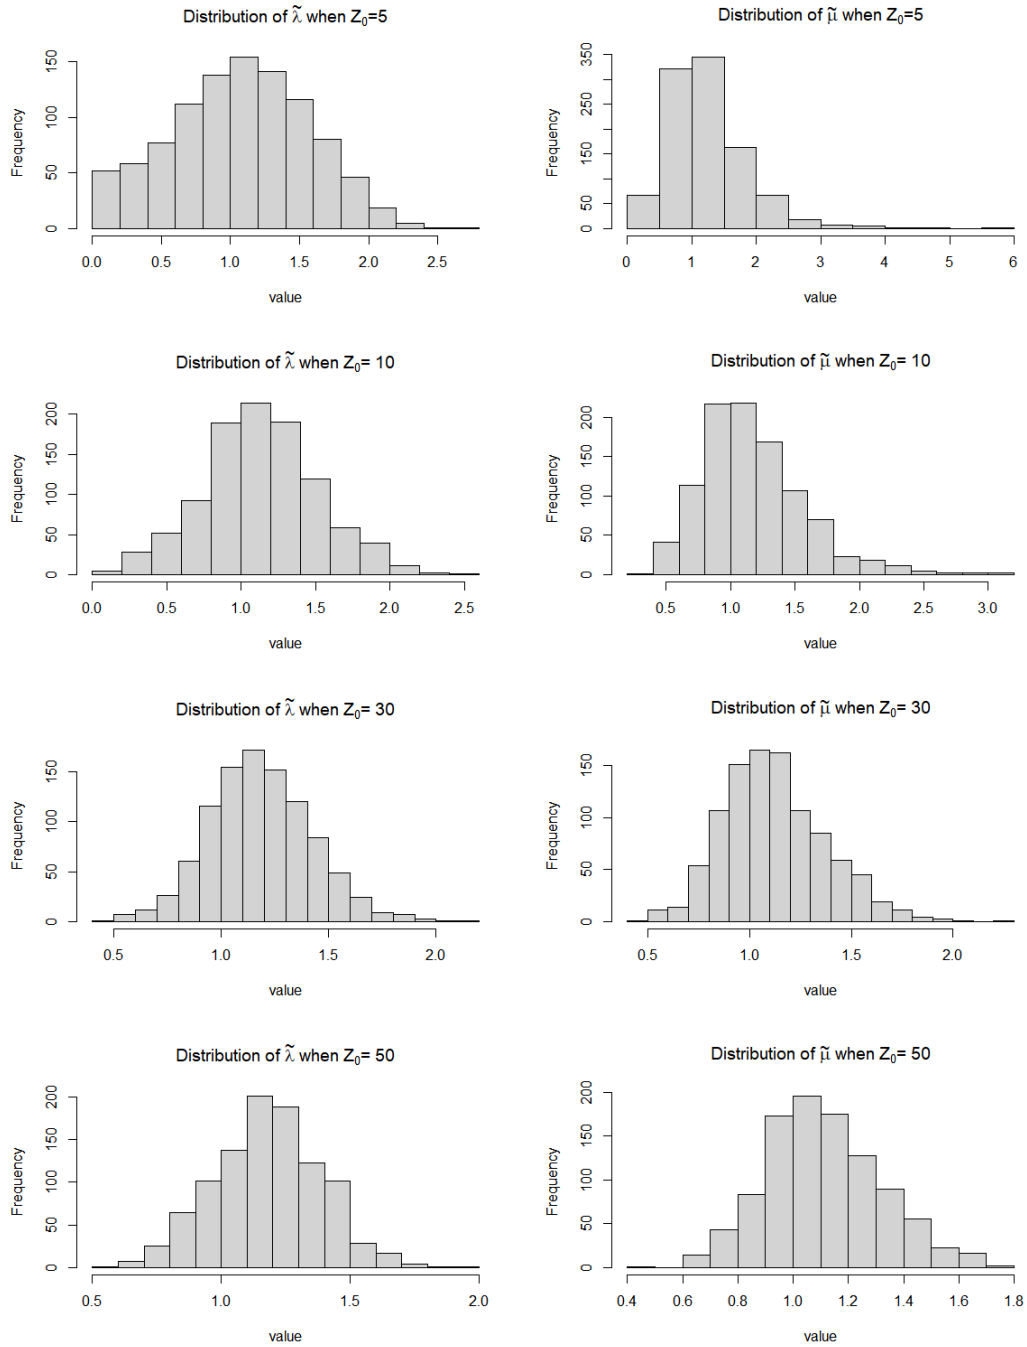 Distribution of λ̃ when Z₀=5
Frequency
0
50
100
150
0.0 0.5 1.0 1.5 2.0 2.5
value
Distribution of μ̃ when Z₀=5
Frequency
0
50
150
250
350
0 1 2 3 4 5 6
value
Distribution of λ̃ when Z₀= 10
Frequency
0
50
100
150
200
0.0 0.5 1.0 1.5 2.0 2.5
value
Distribution of μ̃ when Z₀= 10
Frequency
0
50
100
150
200
0.5 1.0 1.5 2.0 2.5 3.0
value
Distribution of λ̃ when Z₀= 30
Frequency
0
50
100
150
0.5 1.0 1.5 2.0
value
Distribution of μ̃ when Z₀= 30
Frequency
0
50
100
150
0.5 1.0 1.5 2.0
value
Distribution of λ̃ when Z₀= 50
Frequency
0
50
100
150
200
0.5 1.0 1.5 2.0
value
Distribution of μ̃ when Z₀= 50
Frequency
0
50
100
150
200
0.4 0.6 0.8 1.0 1.2 1.4 1.6 1.8
value